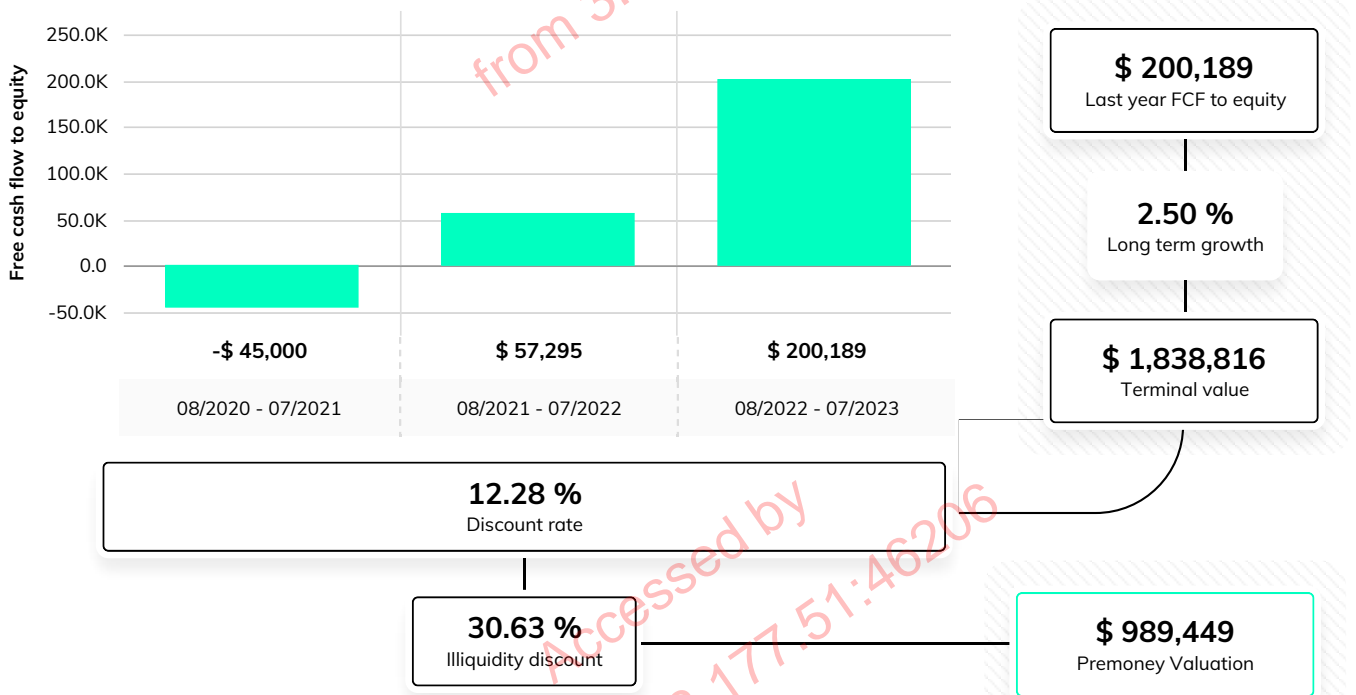 Free cash flow to equity
250.0K
200.0K
150.0K
100.0K
50.0K
0.0
-50.0K
-$ 45,000
$ 57,295
$ 200,189
08/2020 - 07/2021
08/2021 - 07/2022
08/2022 - 07/2023
$ 200,189
Last year FCF to equity
2.50 %
Long term growth
$ 1,838,816
Terminal value
12.28 %
Discount rate
30.63 %
Illiquidity discount
$ 989,449
Premoney Valuation
Accessed by
177.51:46206
from